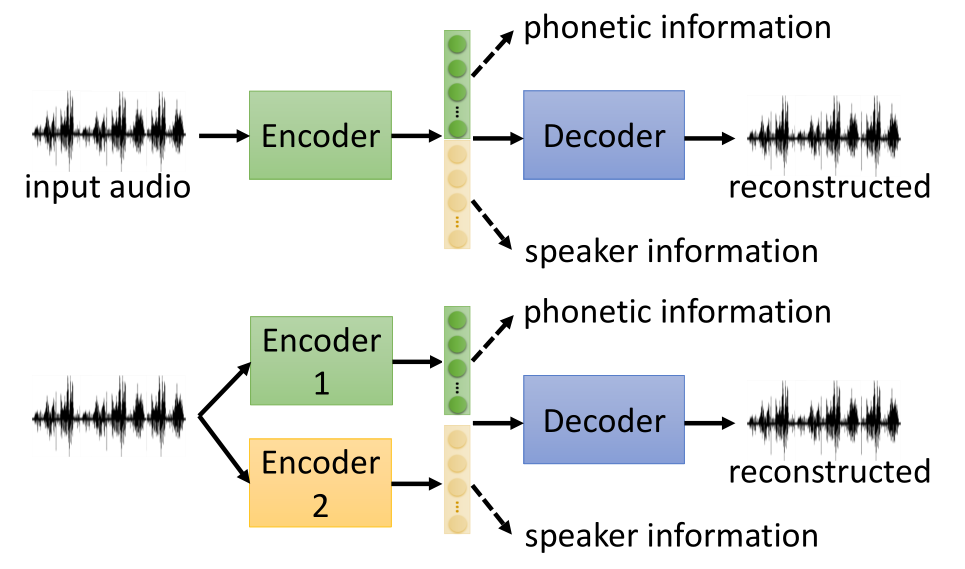 phonetic information
Encoder
Decoder
input audio
reconstructed
speaker information
phonetic information
Encoder
1
Decoder
Encoder
2
reconstructed
speaker information